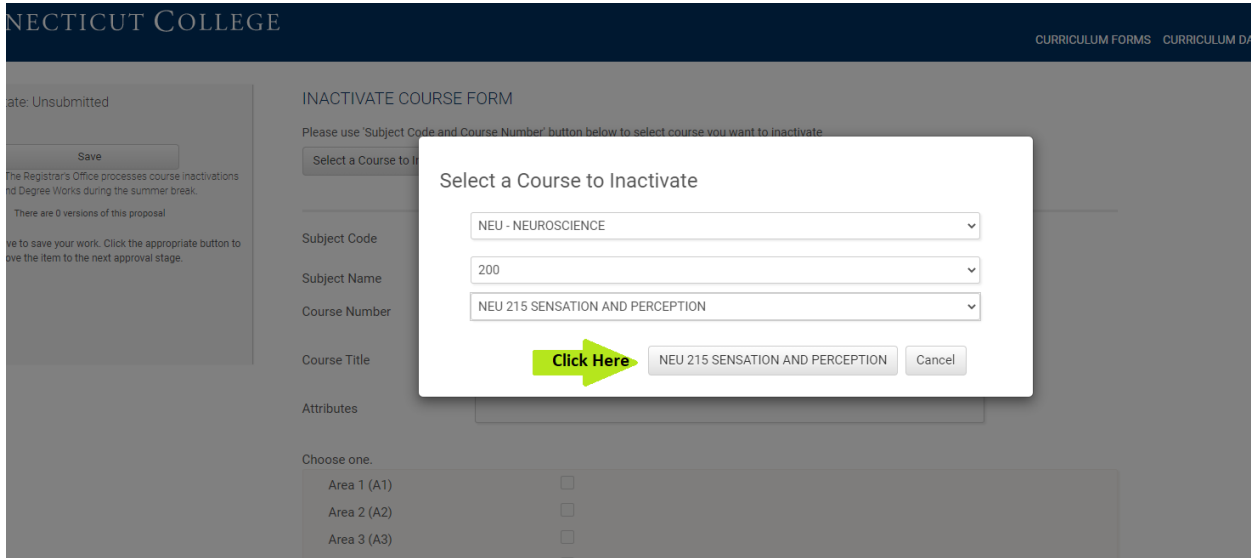 NECTICUT COLLEGE
CURRICULUM FORMS CURRICULUM DA
ate: Unsubmitted
Save
The Registrar's Office processes course inactivations
nd Degree Works during the summer break.
There are 0 versions of this proposal
ve to save your work. Click the appropriate button to
ove the item to the next approval stage.
INACTIVATE COURSE FORM
Please use 'Subject Code and Course Number' button below to select course you want to inactivate
Select a Course to In
Subject Code
Subject Name
Course Number
Course Title
Attributes
Choose one.
Area 1 (A1)
Area 2 (A2)
Area 3 (A3)
Select a Course to Inactivate
NEU - NEUROSCIENCE
200
NEU 215 SENSATION AND PERCEPTION
Click Here
NEU 215 SENSATION AND PERCEPTION
Cancel